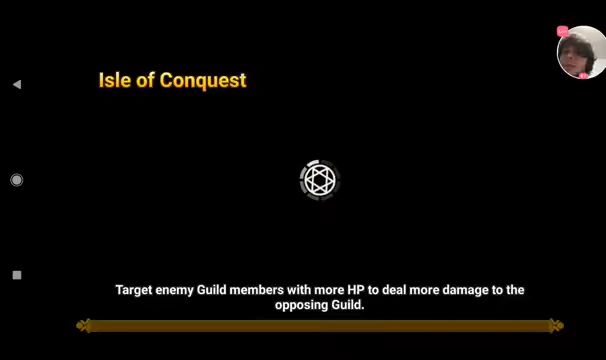 Isle of Conquest
Target enemy Guild members with more HP to deal more damage to the
opposing Guild.